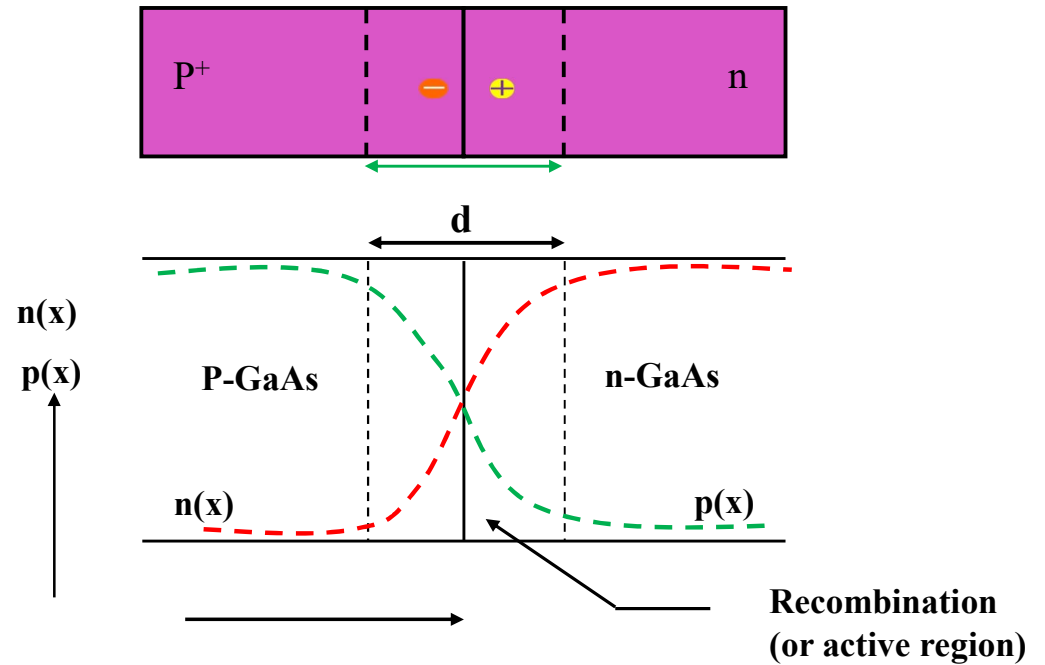 P+
−
+
n
d
n(x)
p(x)
P-GaAs
n-GaAs
n(x)
p(x)
Recombination
(or active region)